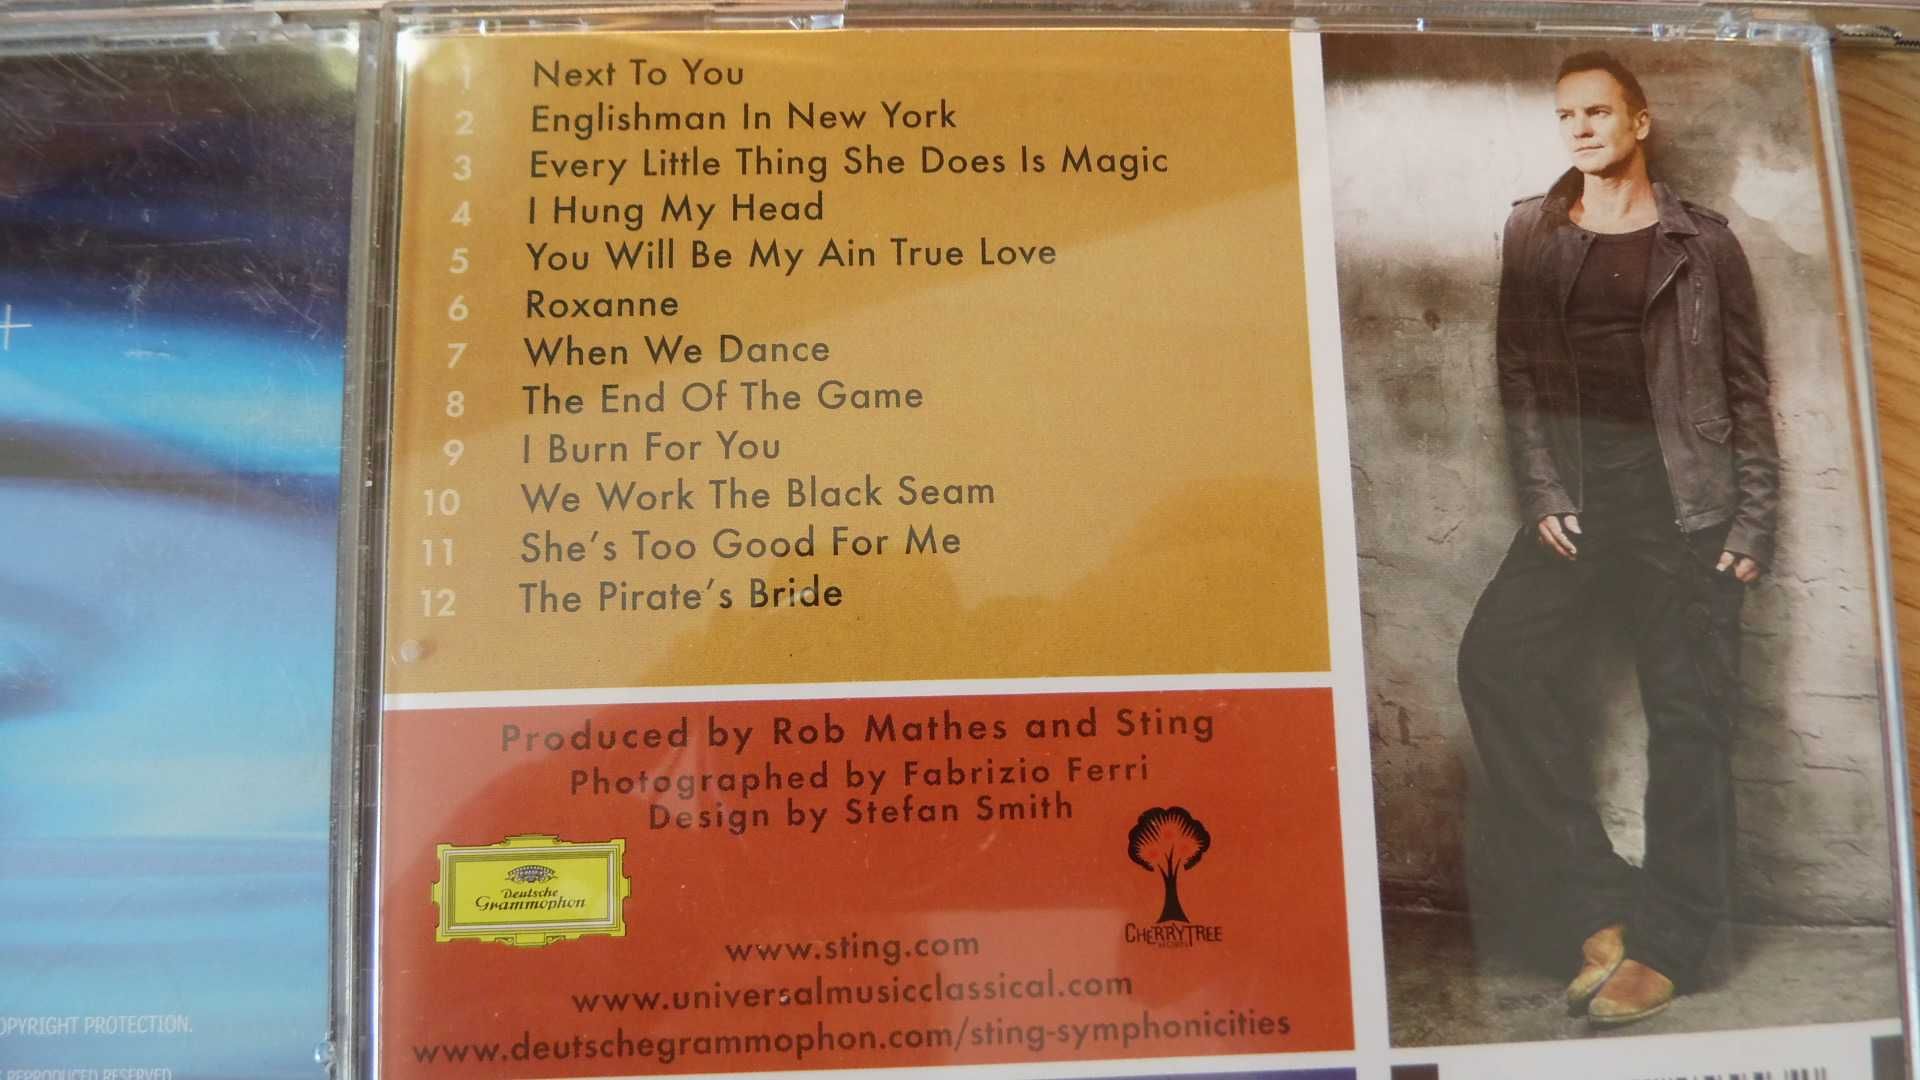 1 Next To You
2 Englishman In New York
3 Every Little Thing She Does Is Magic
4 I Hung My Head
5 You Will Be My Ain True Love
6 Roxanne
7 When We Dance
8 The End Of The Game
9 I Burn For You
10 We Work The Black Seam
11 She's Too Good For Me
12 The Pirate's Bride
Produced by Rob Mathes and Sting
Photographed by Fabrizio Ferri
Design by Stefan Smith
Deutsche
Grammophon
CHERRYTREE
www.sting.com
www.universalmusicclassical.com
www.deutschegrammophon.com/sting-symphonicities
PROTECTION.
REPRODUCED RESERVED